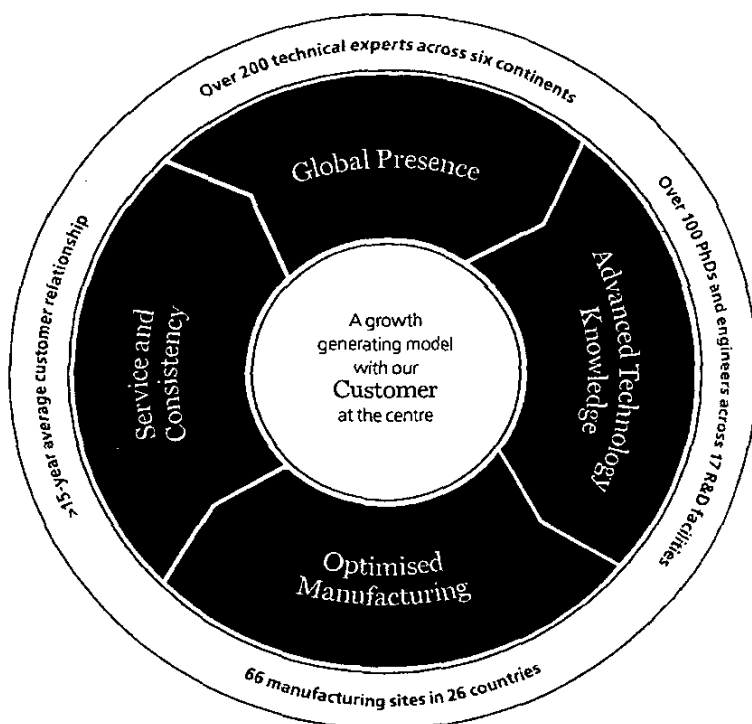 Over 200 technical experts across six continents
Global Presence
Over 100 PhDs and engineers across 17 R&D facilities
Advanced Technology
Knowledge
66 manufacturing sites in 26 countries
Optimised
Manufacturing
>15-year average customer relationship
Service and
Consistency
A growth
generating model
with our
Customer
at the centre